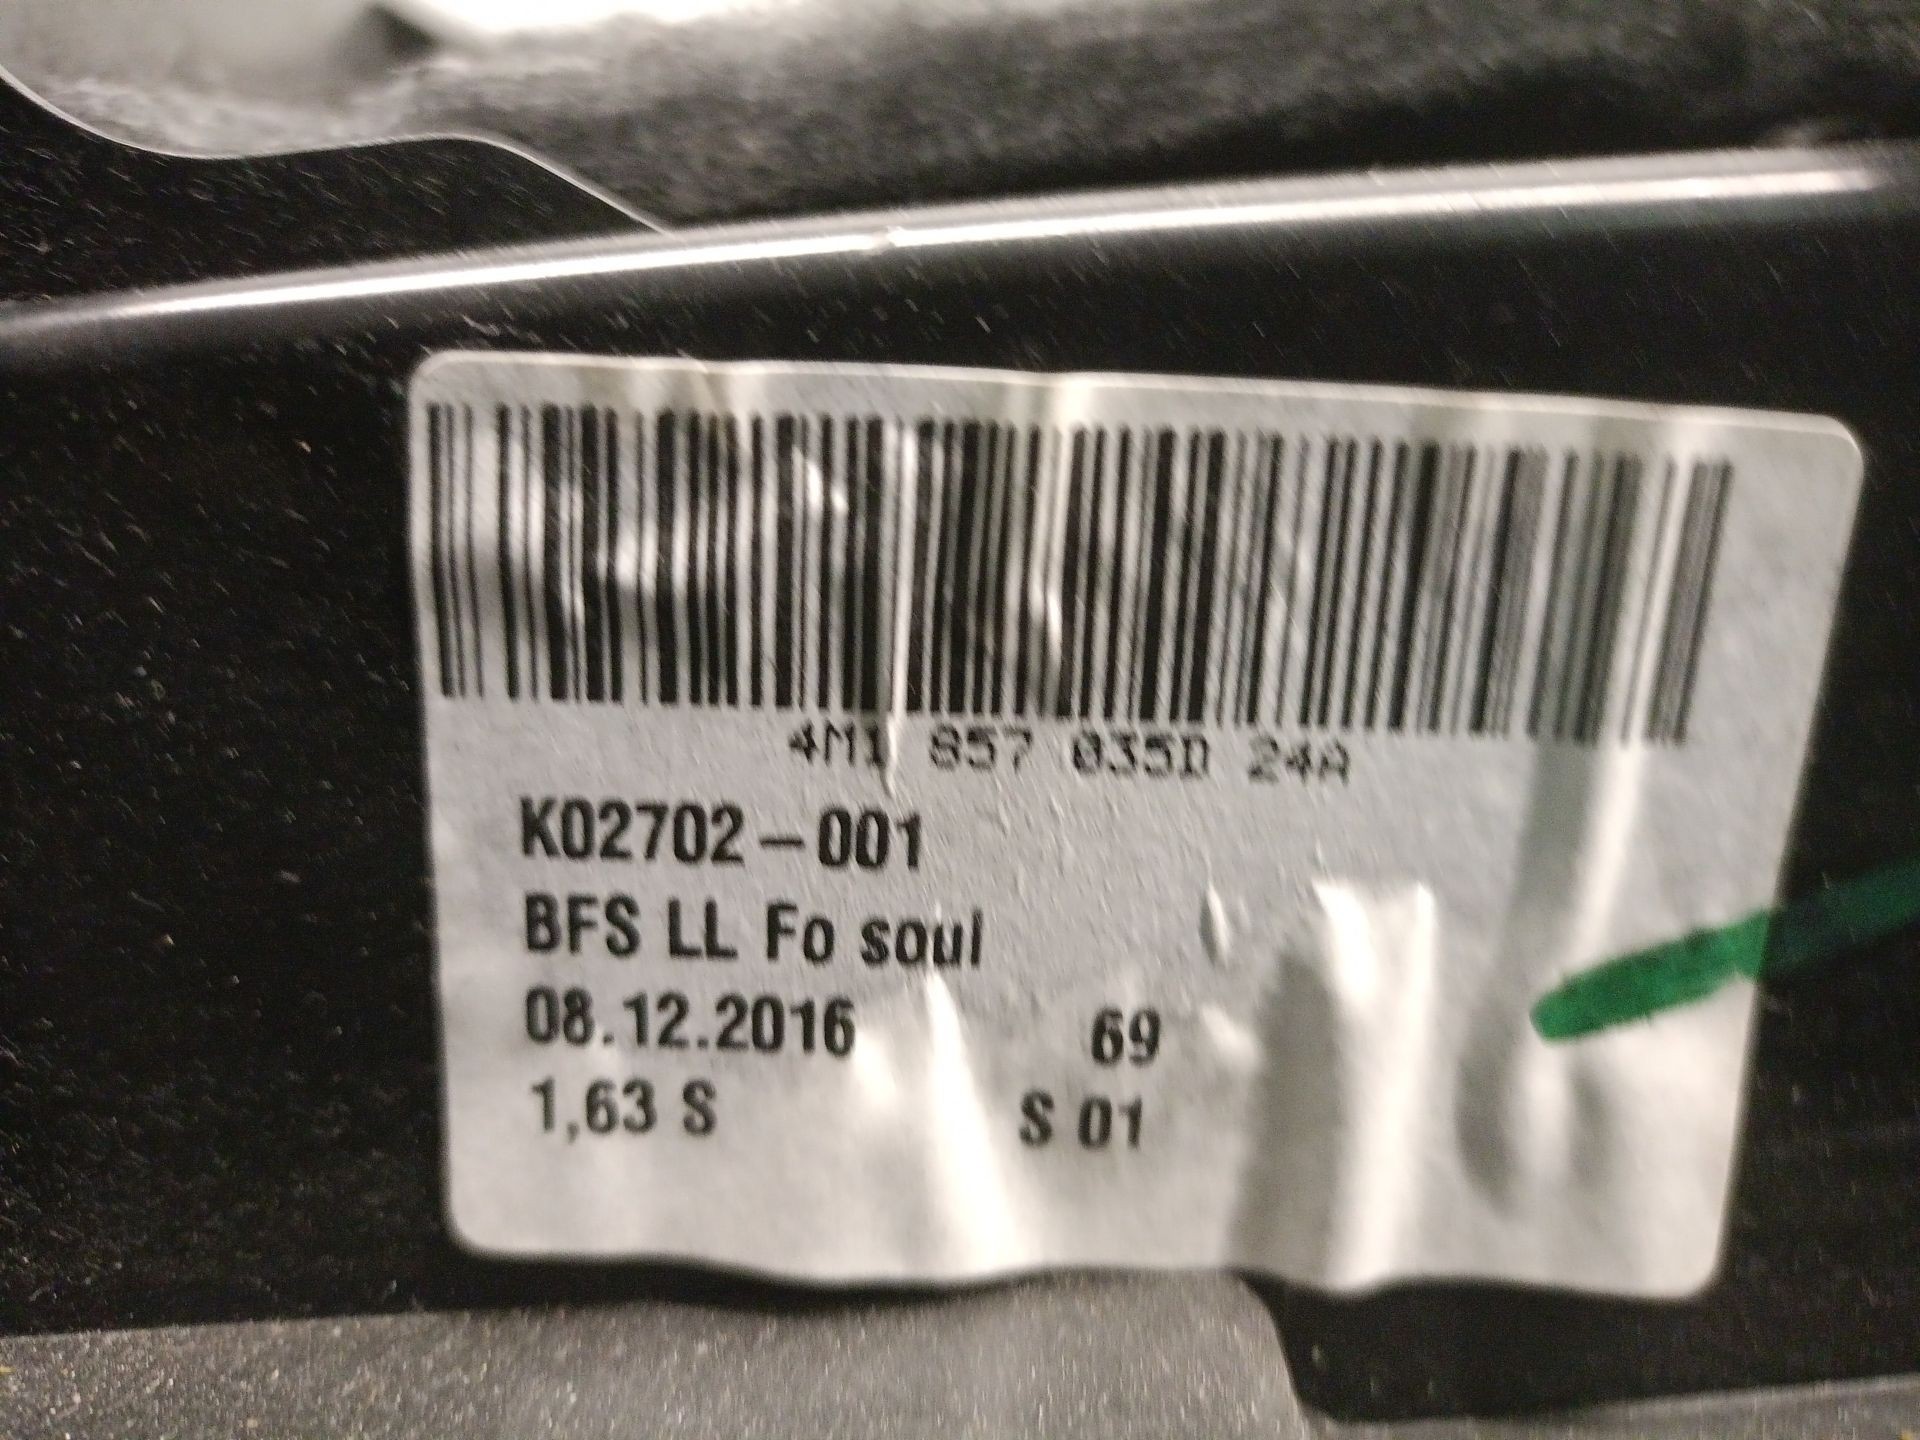 4M1 857 035D 24A
K02702-001
BFS LL Fo soul
08.12.2016 69
1,63 S S 01